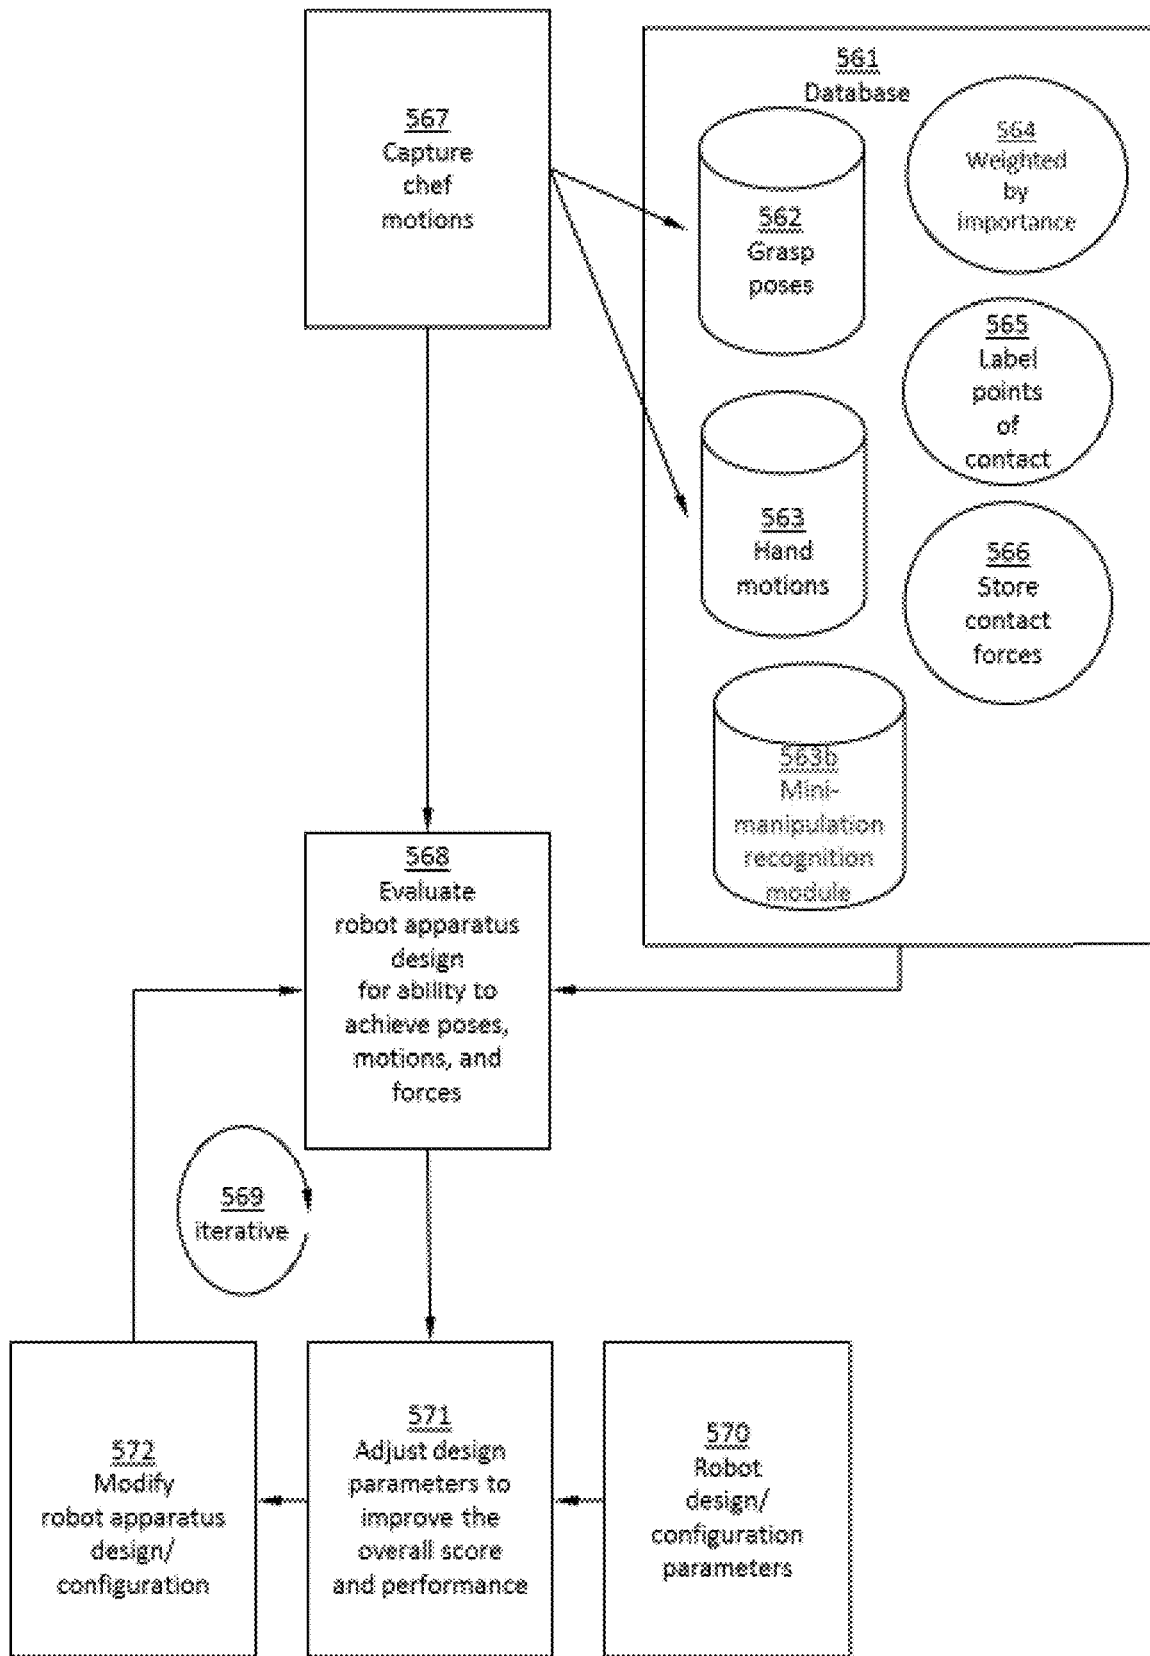 567
Capture
chef
motions
561
Database
562
Grasp
poses
564
Weighted
by
importance
565
Label
points
of
contact
563
Hand
motions
566
Store
contact
forces
563b
Mini-
manipulation
recognition
module
568
Evaluate
robot apparatus
design
for ability to
achieve poses,
motions, and
forces
569
iterative
572
Modify
robot apparatus
design/
configuration
571
Adjust design
parameters to
improve the
overall score
and performance
570
Robot
design/
configuration
parameters